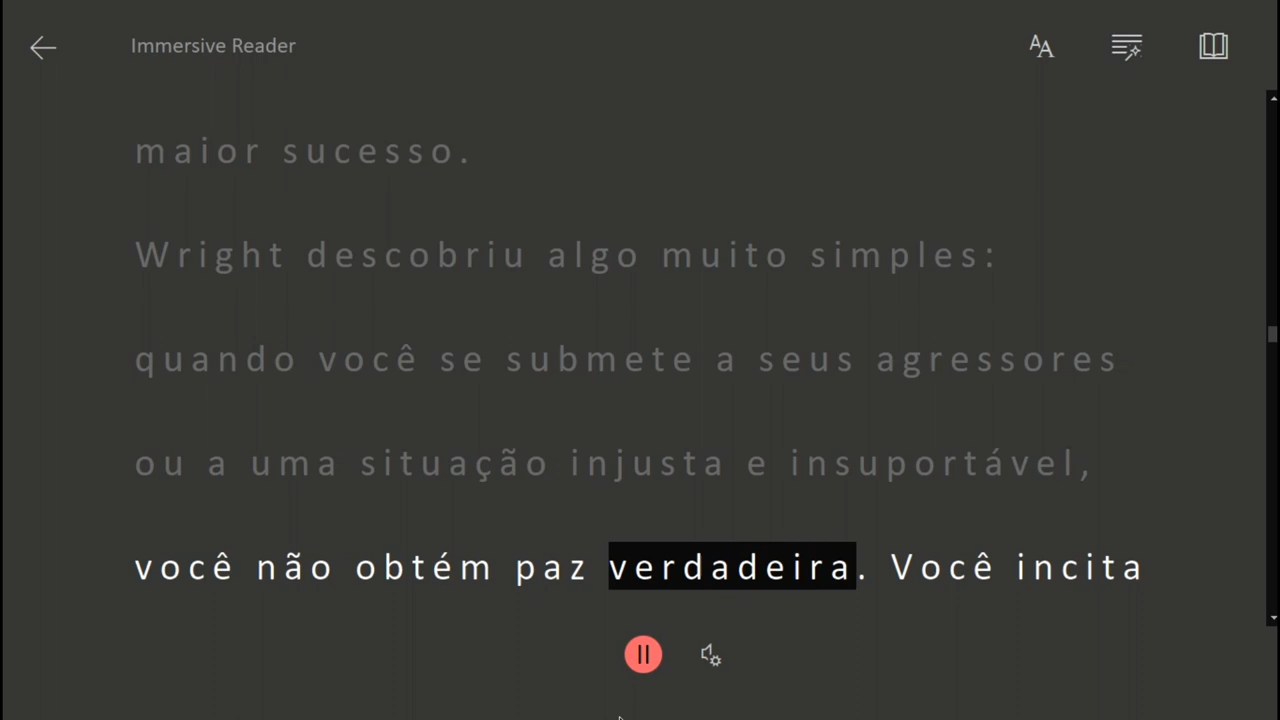 Immersive Reader
maior sucesso.
Wright descobriu algo muito simples:
quando você se submete a seus agressores
ou a uma situação injusta e insuportável,
você não obtém paz verdadeira. Você incita